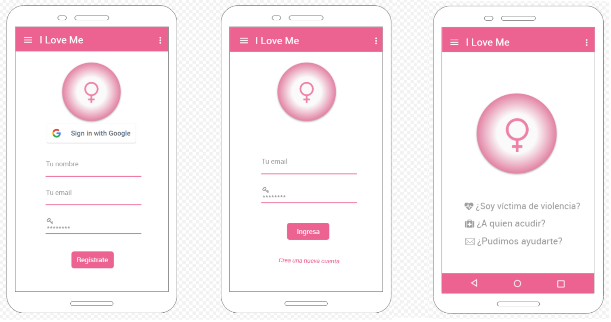 I Love Me
Sign in with Google
Tu nombre
Tu email
********
Registrate
I Love Me
Tu email
********
Ingresa
Crea una nueva cuenta
I Love Me
¿Soy víctima de violencia?
¿A quien acudir?
¿Pudimos ayudarte?